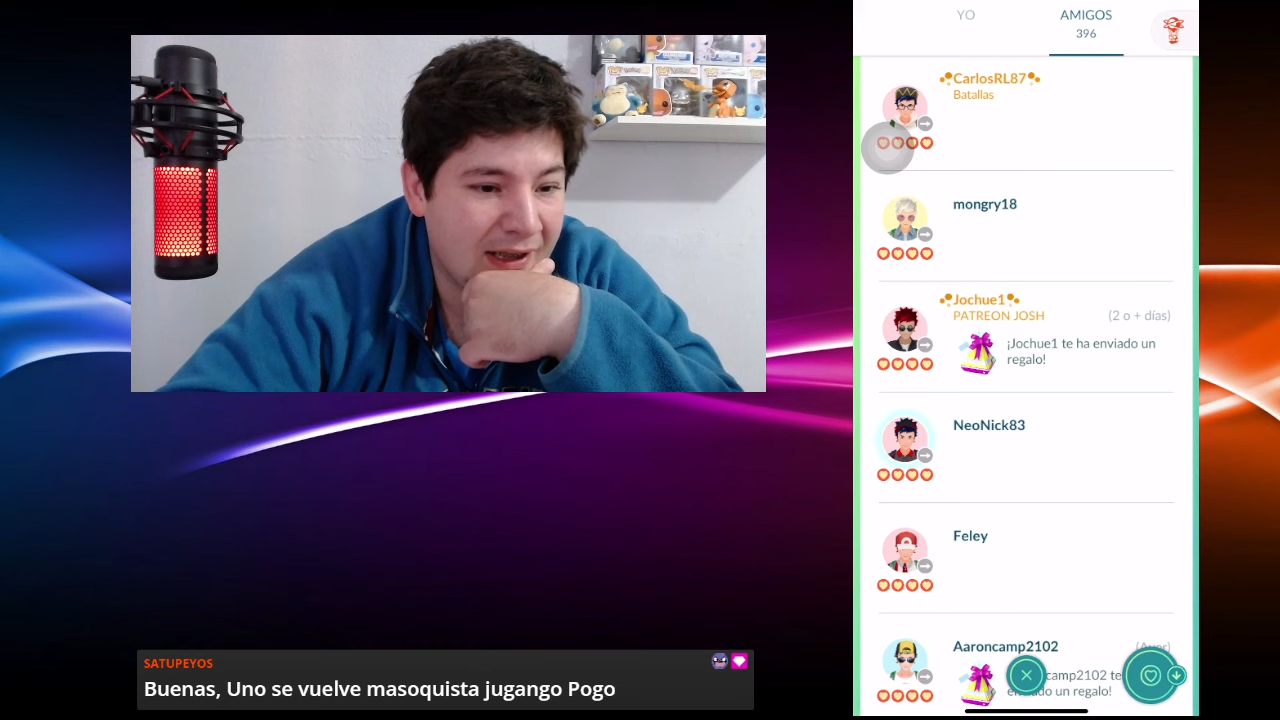 YO
AMIGOS
396
CarlosRL87
Batallas
mongry18
Jochue1
PATREON JOSH
(2 o + días)
¡Jochue1 te ha enviado un
regalo!
NeoNick83
Feley
Aaroncamp2102
(Ayer)
camp2102 te
un regalo!
SATUPEYOS
Buenas, Uno se vuelve masoquista jugango Pogo